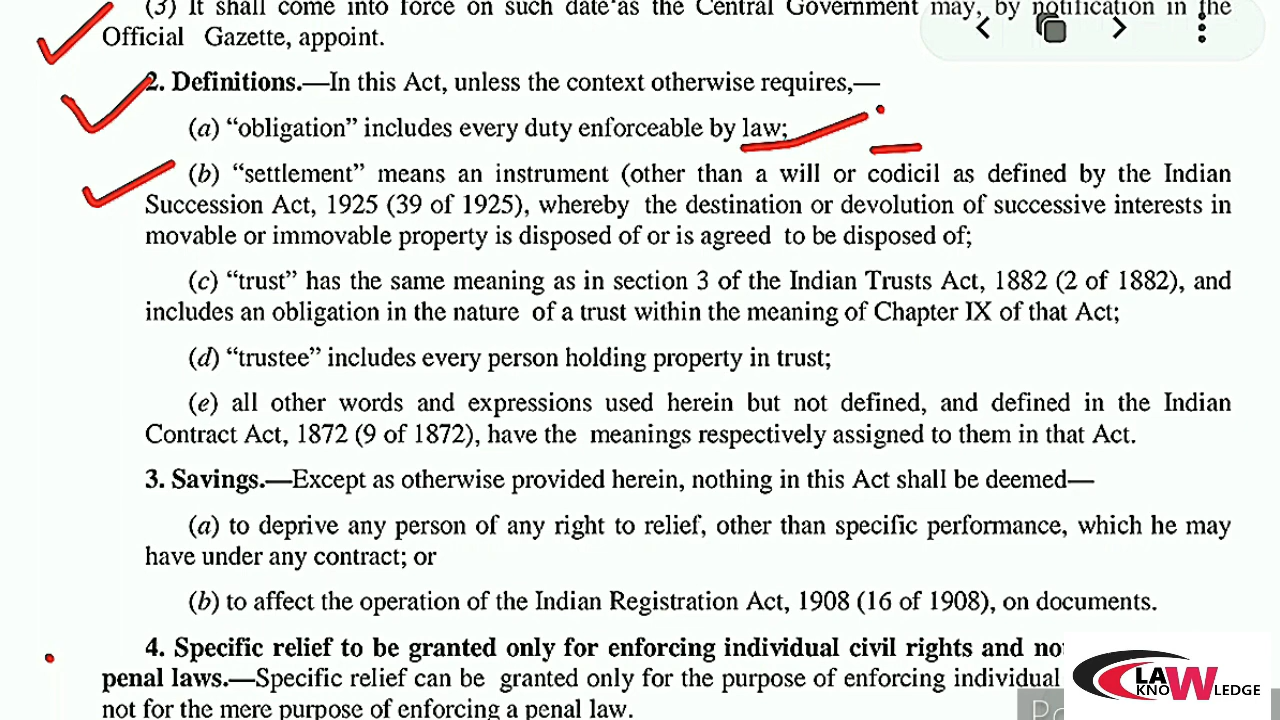 (3) It shall come into force on such date as the Central Government may, by notification in the
Official Gazette, appoint.
2. Definitions.—In this Act, unless the context otherwise requires,—
(a) “obligation” includes every duty enforceable by law;
(b) “settlement” means an instrument (other than a will or codicil as defined by the Indian
Succession Act, 1925 (39 of 1925), whereby the destination or devolution of successive interests in
movable or immovable property is disposed of or is agreed to be disposed of;
(c) “trust” has the same meaning as in section 3 of the Indian Trusts Act, 1882 (2 of 1882), and
includes an obligation in the nature of a trust within the meaning of Chapter IX of that Act;
(d) “trustee” includes every person holding property in trust;
(e) all other words and expressions used herein but not defined, and defined in the Indian
Contract Act, 1872 (9 of 1872), have the meanings respectively assigned to them in that Act.
3. Savings.—Except as otherwise provided herein, nothing in this Act shall be deemed—
(a) to deprive any person of any right to relief, other than specific performance, which he may
have under any contract; or
(b) to affect the operation of the Indian Registration Act, 1908 (16 of 1908), on documents.
4. Specific relief to be granted only for enforcing individual civil rights and
penal laws.—Specific relief can be granted only for the purpose of enforcing individual
not for the mere purpose of enforcing a penal law.
LAW
KNOWLEDGE